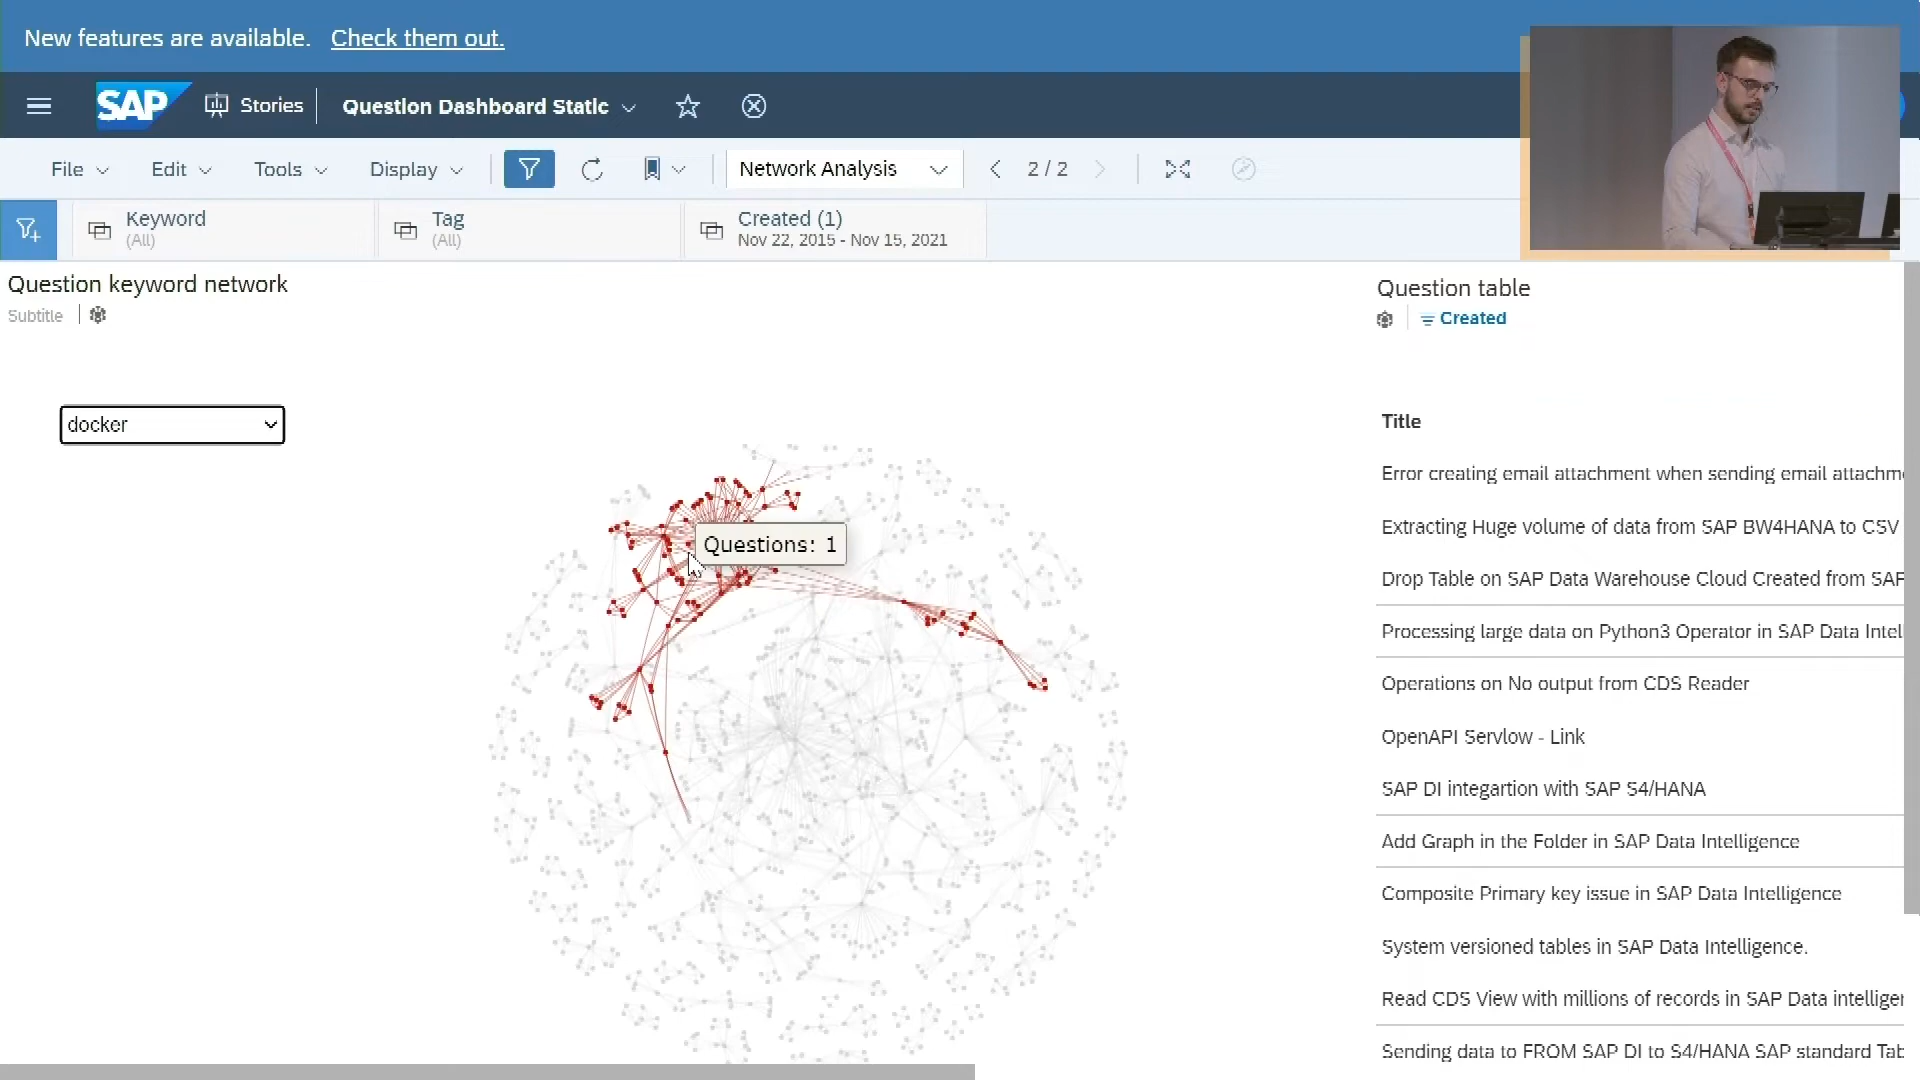 New features are available. Check them out.
SAP Stories Question Dashboard Static
File Edit Tools Display Network Analysis 2 / 2
Keyword Tag Created (1)
(All) (All) Nov 22, 2015 - Nov 15, 2021
Question keyword network
Subtitle
Question table
Created
docker
Questions: 1
Title
Error creating email attachment when sending email attachm
Extracting Huge volume of data from SAP BW4HANA to CSV
Drop Table on SAP Data Warehouse Cloud Created from SAP
Processing large data on Python3 Operator in SAP Data Intel
Operations on No output from CDS Reader
OpenAPI Servlow - Link
SAP DI integartion with SAP S4/HANA
Add Graph in the Folder in SAP Data Intelligence
Composite Primary key issue in SAP Data Intelligence
System versioned tables in SAP Data Intelligence.
Read CDS View with millions of records in SAP Data intelliger
Sending data to FROM SAP DI to S4/HANA SAP standard Tab